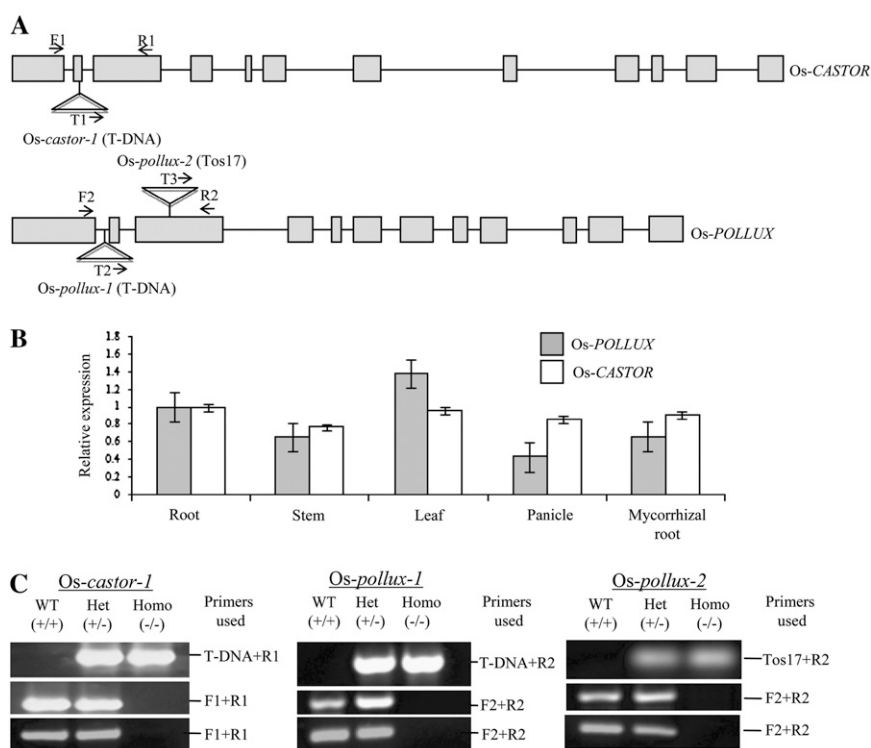 A
F1
R1
Os-CASTOR
T1
Os-castor-1 (T-DNA)
Os-pollux-2 (Tos17)
T3
F2
R2
Os-POLLUX
T2
Os-pollux-1 (T-DNA)
B
Relative expression
1.8
1.6
1.4
1.2
1
0.8
0.6
0.4
0.2
0
Os-POLLUX
Os-CASTOR
Root
Stem
Leaf
Panicle
Mycorrhizal
root
C
Os-castor-1
WT
(+/+)
Het
(+/-)
Homo
(-/-)
Primers
used
T-DNA+R1
F1+R1
F1+R1
Os-pollux-1
WT
(+/+)
Het
(+/-)
Homo
(-/-)
Primers
used
T-DNA+R2
F2+R2
F2+R2
Os-pollux-2
WT
(+/+)
Het
(+/-)
Homo
(-/-)
Primers
used
Tos17+R2
F2+R2
F2+R2